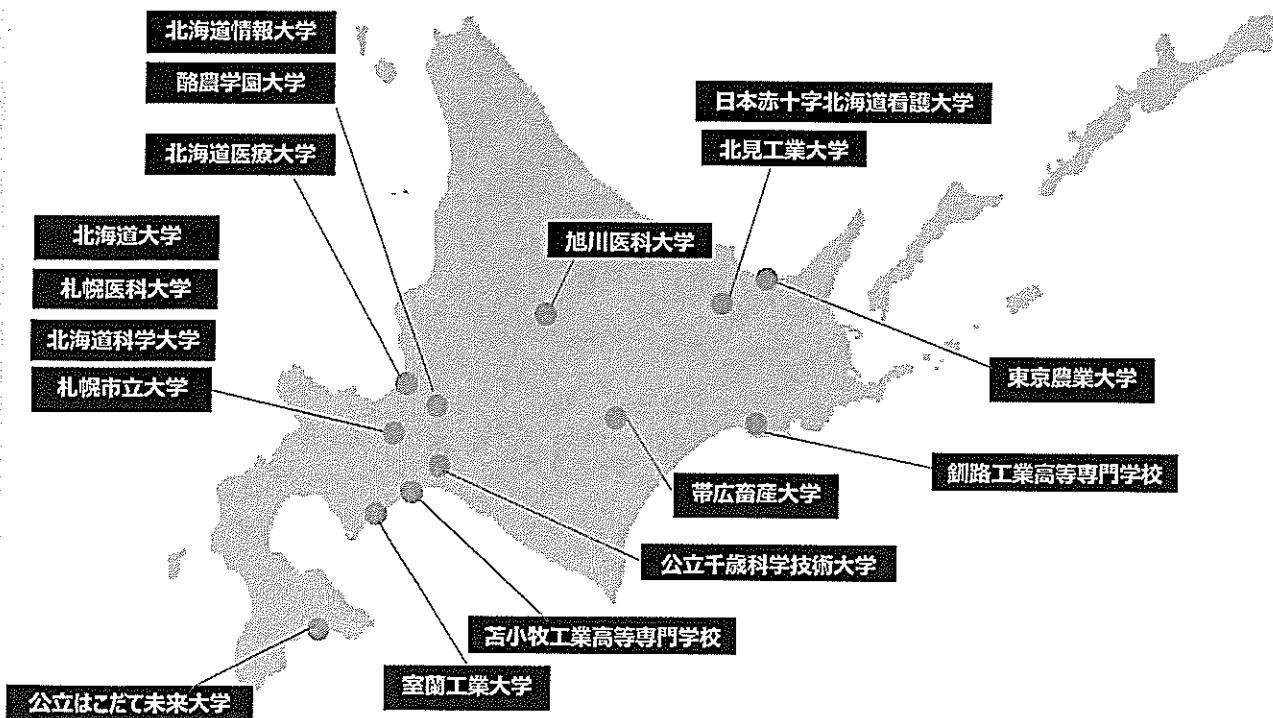 北海道情報大学
酪農学園大学
北海道医療大学
日本赤十字北海道看護大学
北見工業大学
北海道大学
札幌医科大学
北海道科学大学
札幌市立大学
旭川医科大学
東京農業大学
釧路工業高等専門学校
帯広畜産大学
公立千歳科学技術大学
苫小牧工業高等専門学校
室蘭工業大学
公立はこだて未来大学